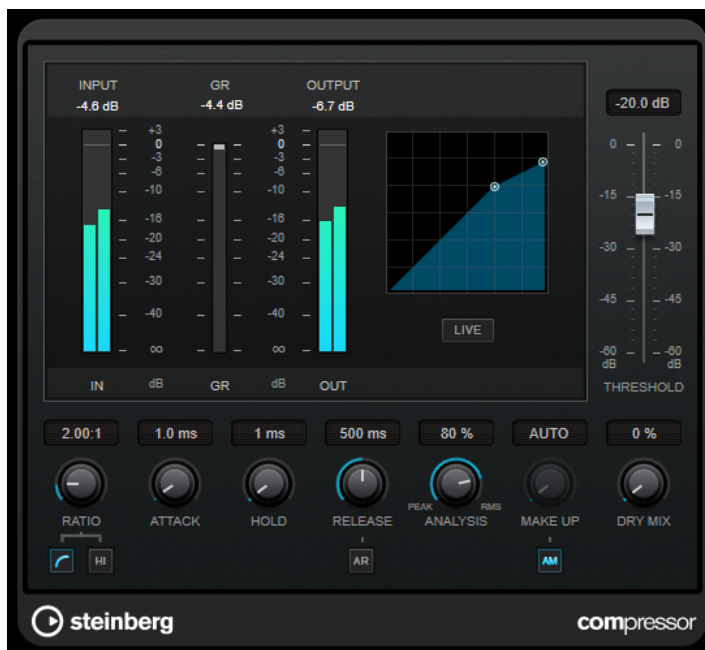 INPUT GR OUTPUT
-4.6 dB -4.4 dB -6.7 dB
-20.0 dB
+3 +3
0 0
-3 -3
-6 -6
-10 -10
-16 -16
-20 -20
-24 -24
-30 -30
-40 -40
∞ ∞
IN dB GR dB OUT
0 0
-15 -15
-30 -30
-45 -45
-60 -60
dB dB
THRESHOLD
LIVE
2.00:1 1.0 ms 1 ms 500 ms 80 % AUTO 0 %
PEAK RMS
RATIO ATTACK HOLD RELEASE ANALYSIS MAKE UP DRY MIX
HI AR AM
steinberg compressor